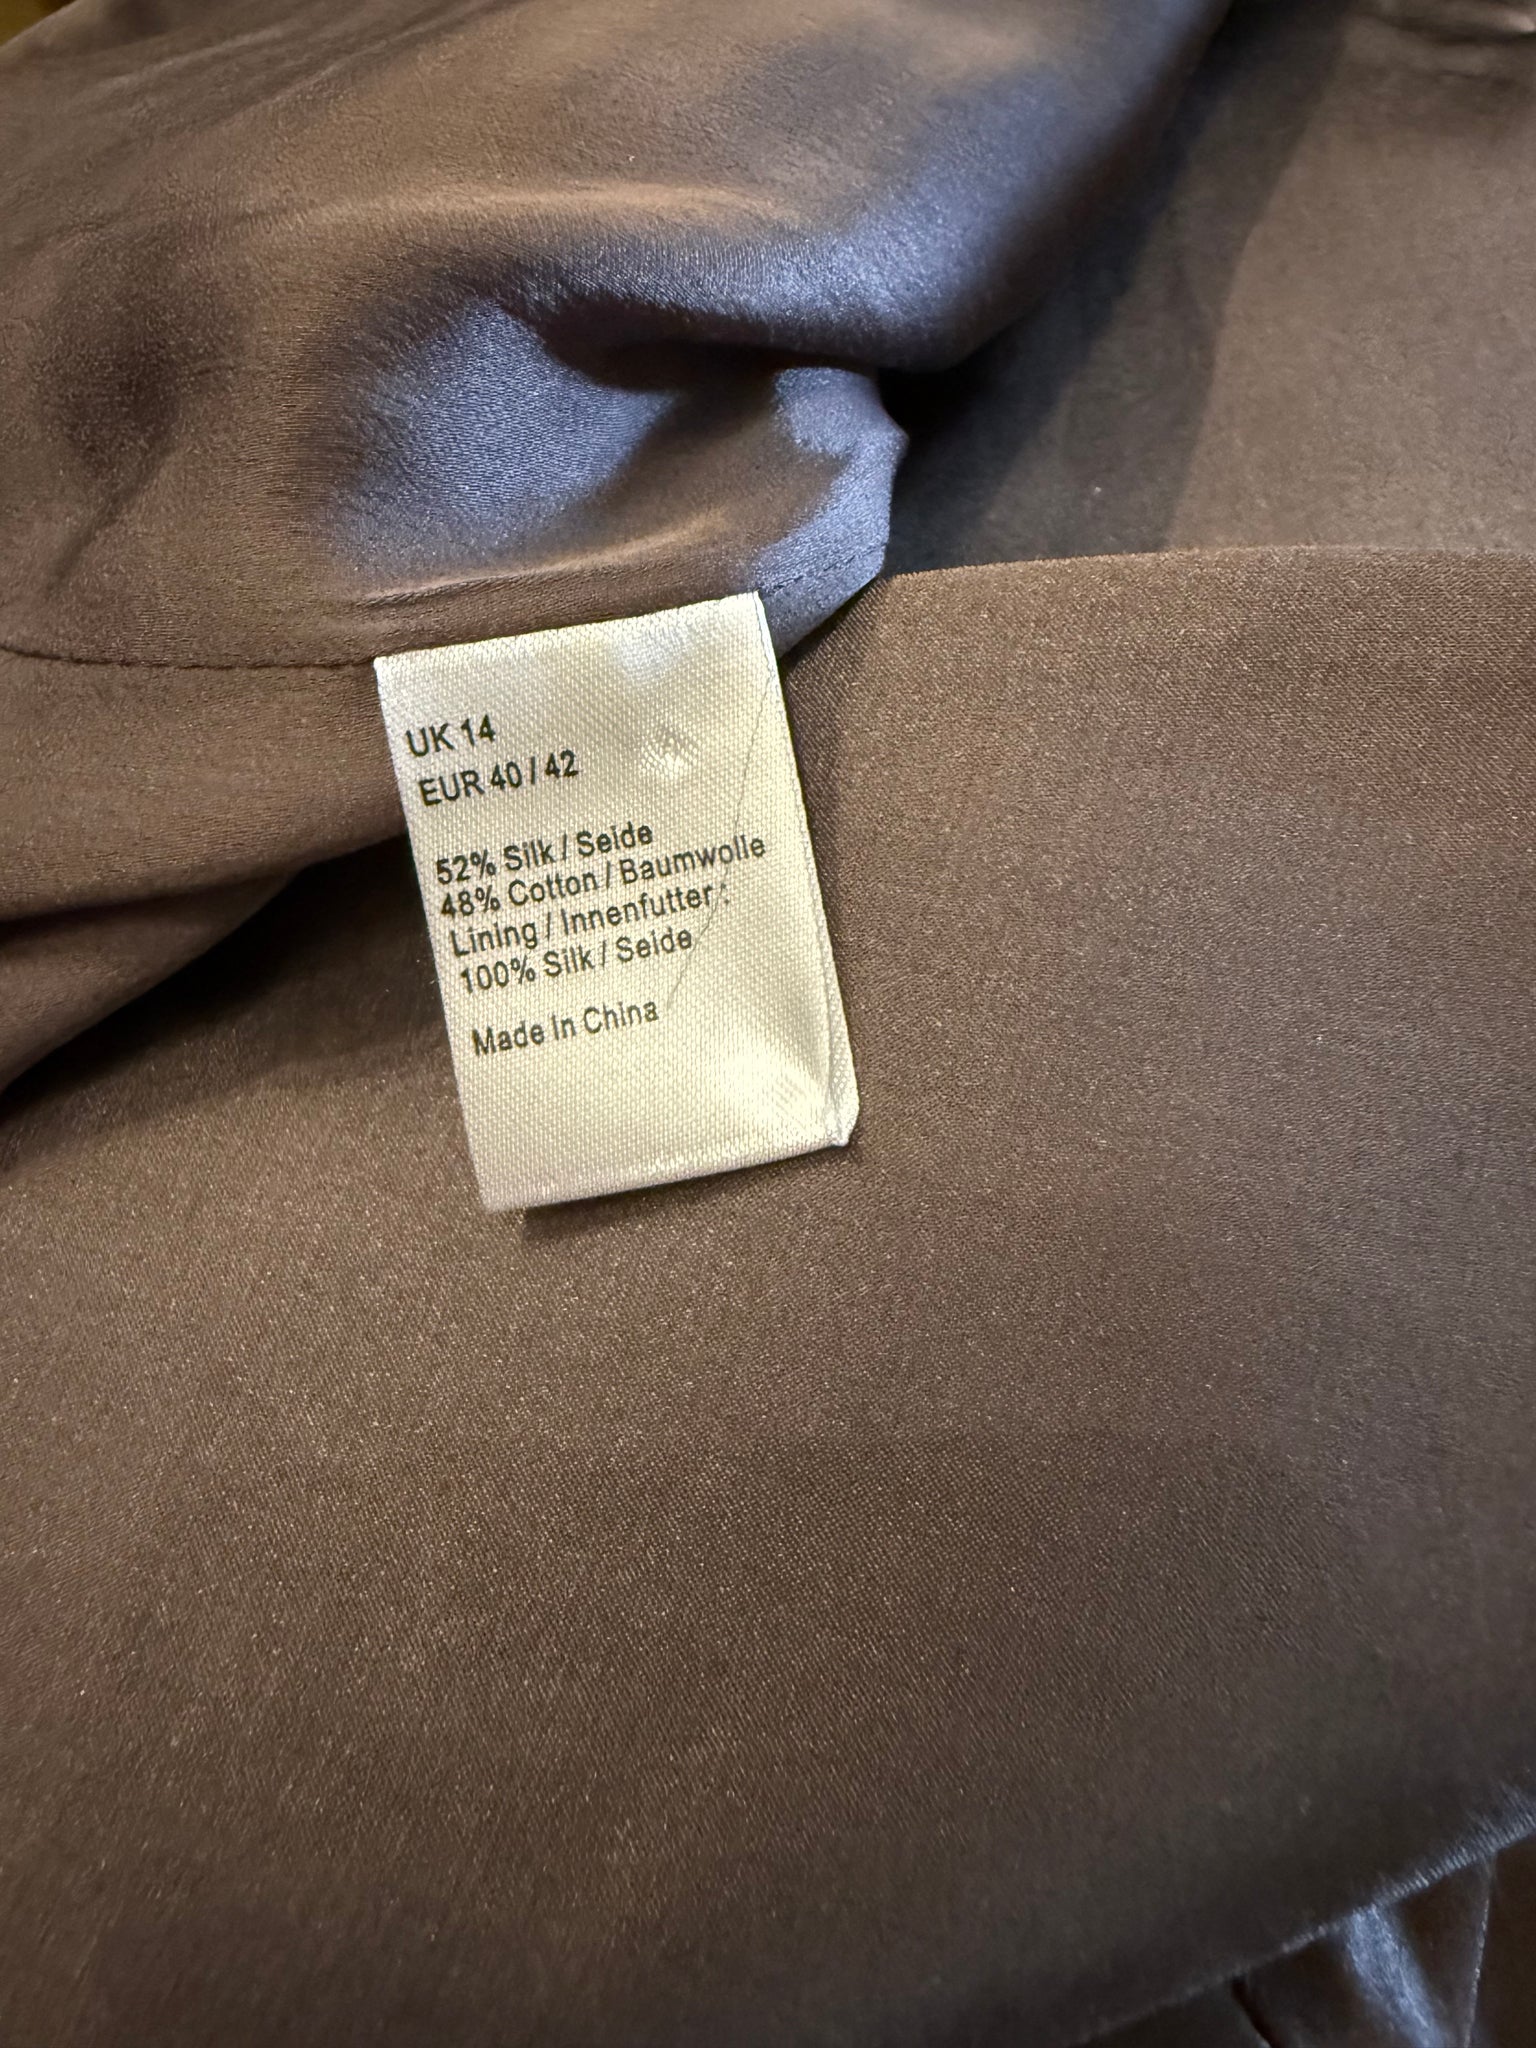 UK 14
EUR 40 / 42
52% Silk / Seide
48% Cotton / Baumwolle
Lining / Innenfutter :
100% Silk / Seide
Made in China